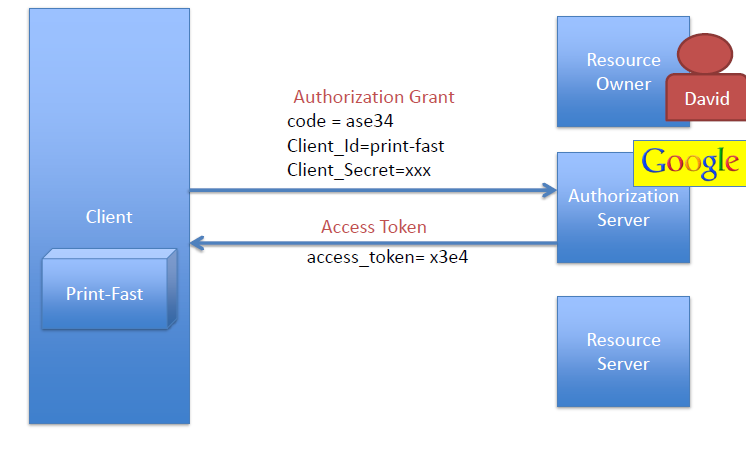 Resource
Owner
David
Authorization Grant
code = ase34
Client_Id=print-fast
Client_Secret=xxx
Google
Authorization
Server
Client
Access Token
access_token= x3e4
Print-Fast
Resource
Server